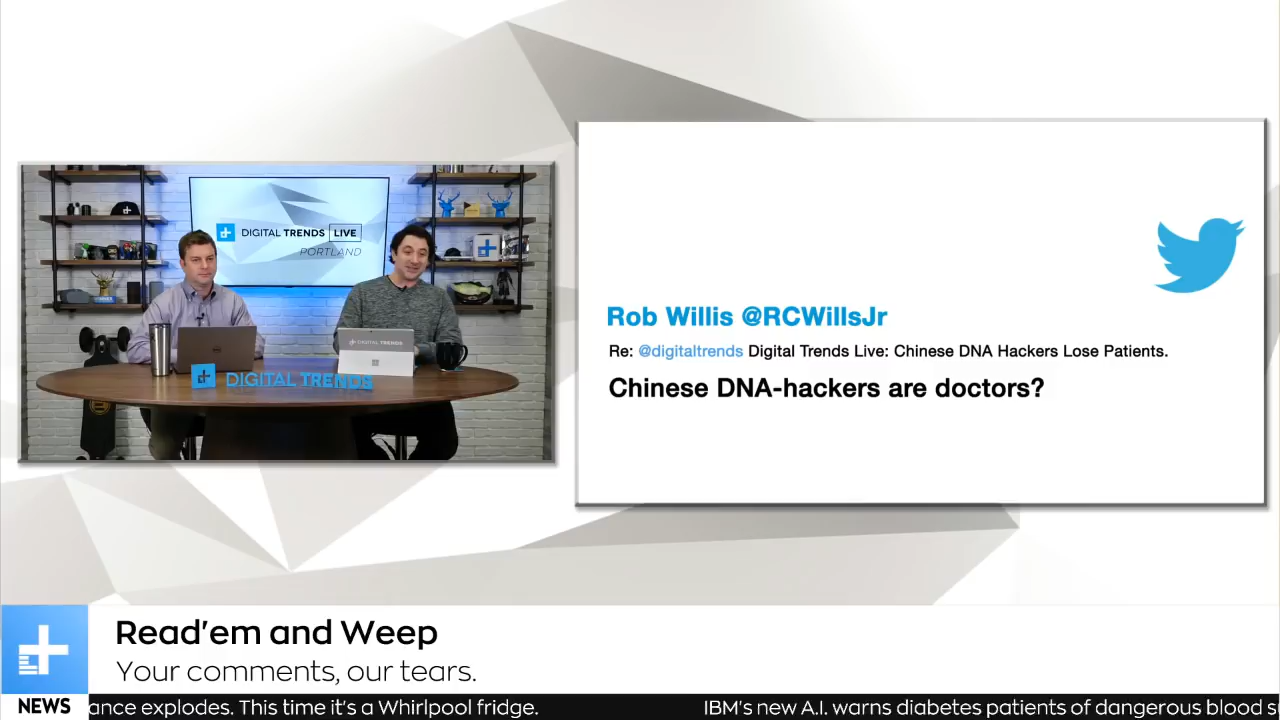 DIGITAL TRENDS LIVE
PORTLAND
DIGITAL TRENDS
DIGITAL TRENDS
Rob Willis @RCWillsJr
Re: @digitaltrends Digital Trends Live: Chinese DNA Hackers Lose Patients.
Chinese DNA-hackers are doctors?
Read'em and Weep
Your comments, our tears.
NEWS
ance explodes. This time it's a Whirlpool fridge.
IBM's new A.I. warns diabetes patients of dangerous blood s